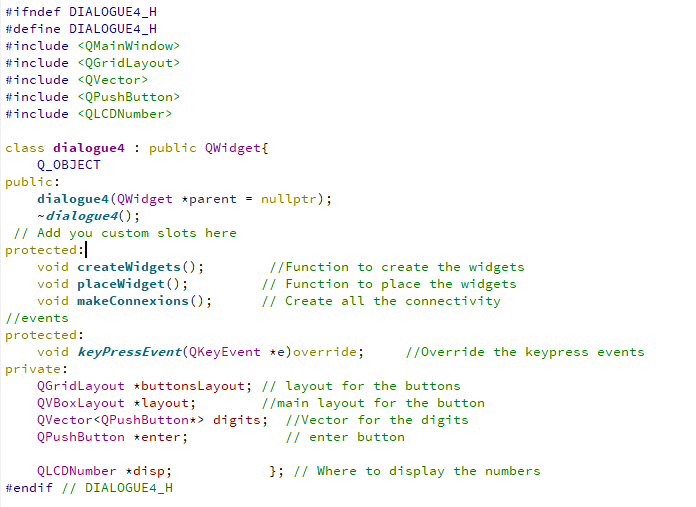 #ifndef DIALOGUE4_H
#define DIALOGUE4_H
#include <QMainWindow>
#include <QGridLayout>
#include <QVector>
#include <QPushButton>
#include <QLCDNumber>

class dialogue4 : public QWidget{
    Q_OBJECT
public:
    dialogue4(QWidget *parent = nullptr);
    ~dialogue4();
 // Add you custom slots here
protected:
    void createWidgets();        //Function to create the widgets
    void placeWidget();         // Function to place the widgets
    void makeConnexions();      // Create all the connectivity
//events
protected:
    void keyPressEvent(QKeyEvent *e)override;     //Override the keypress events
private:
    QGridLayout *buttonsLayout; // layout for the buttons
    QVBoxLayout *layout;        //main layout for the button
    QVector<QPushButton*> digits;  //Vector for the digits
    QPushButton *enter;            // enter button

    QLCDNumber *disp;            }; // Where to display the numbers
#endif // DIALOGUE4_H